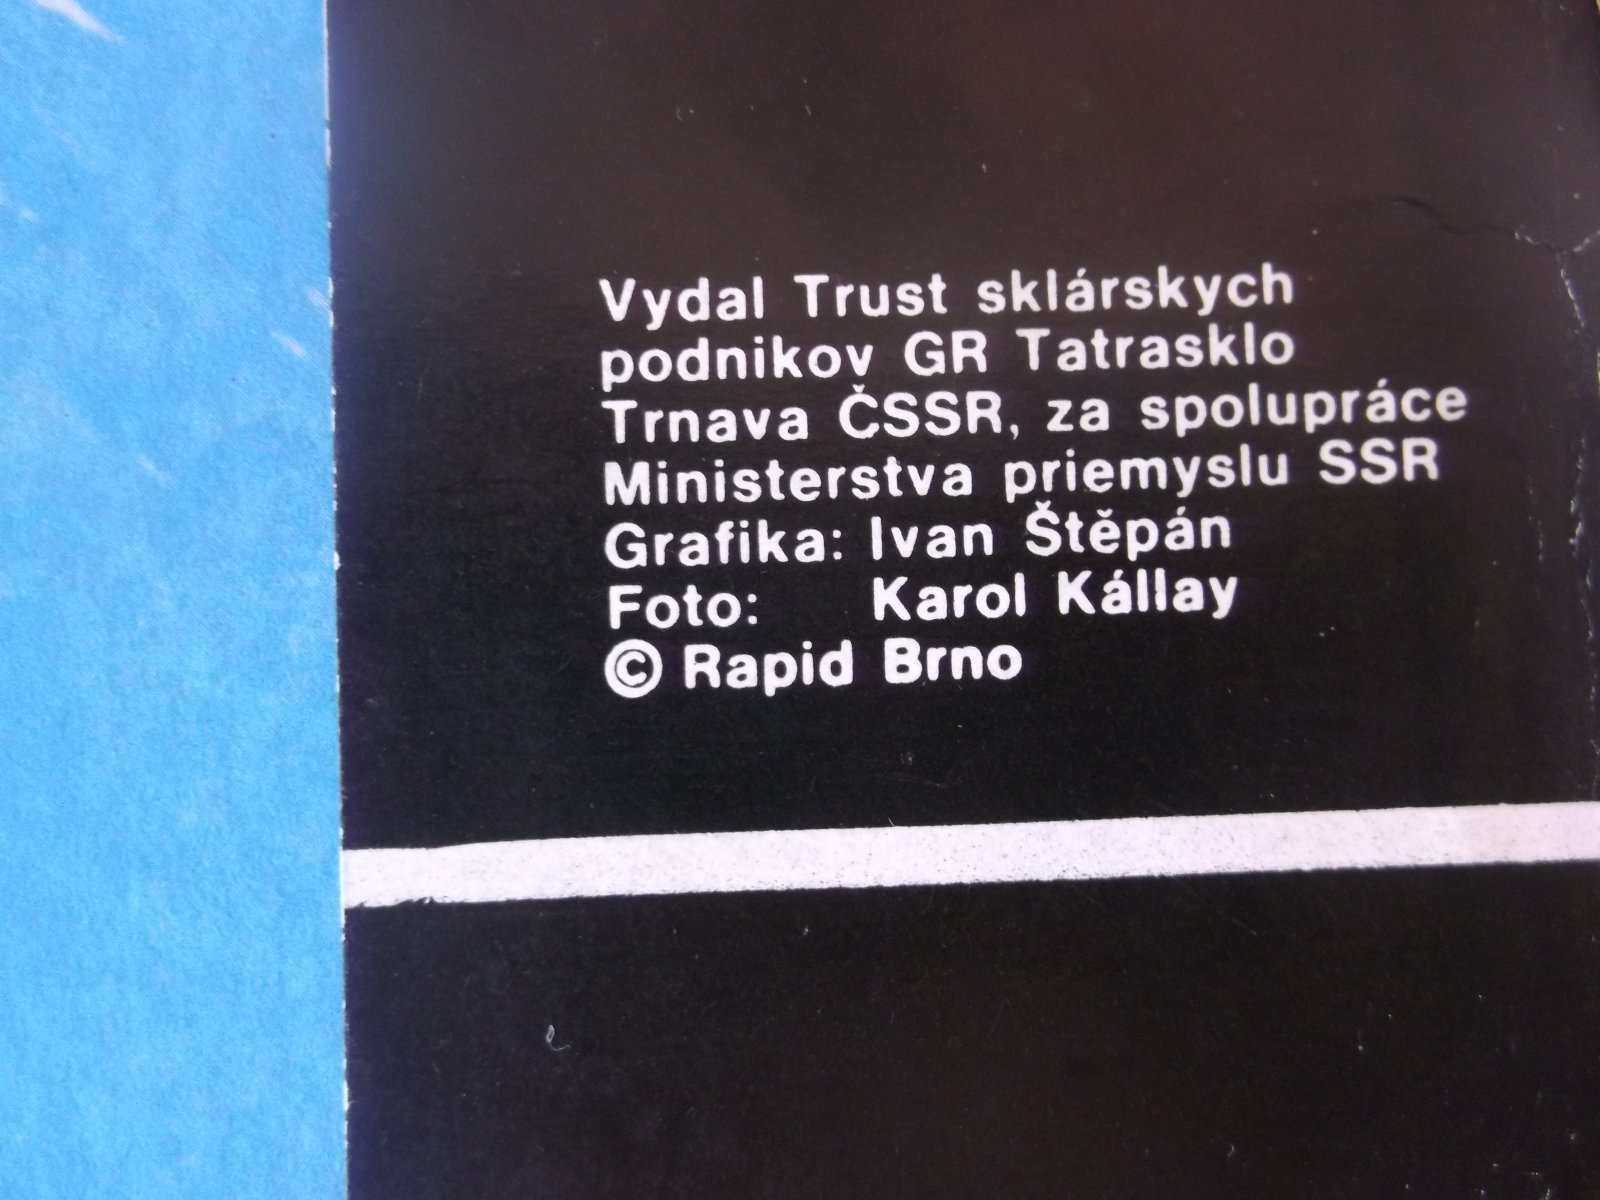 Vydal Trust sklárskych
podnikov GR Tatrasklo
Trnava ČSSR, za spolupráce
Ministerstva priemyslu SSR
Grafika: Ivan Štěpán
Foto: Karol Kállay
© Rapid Brno